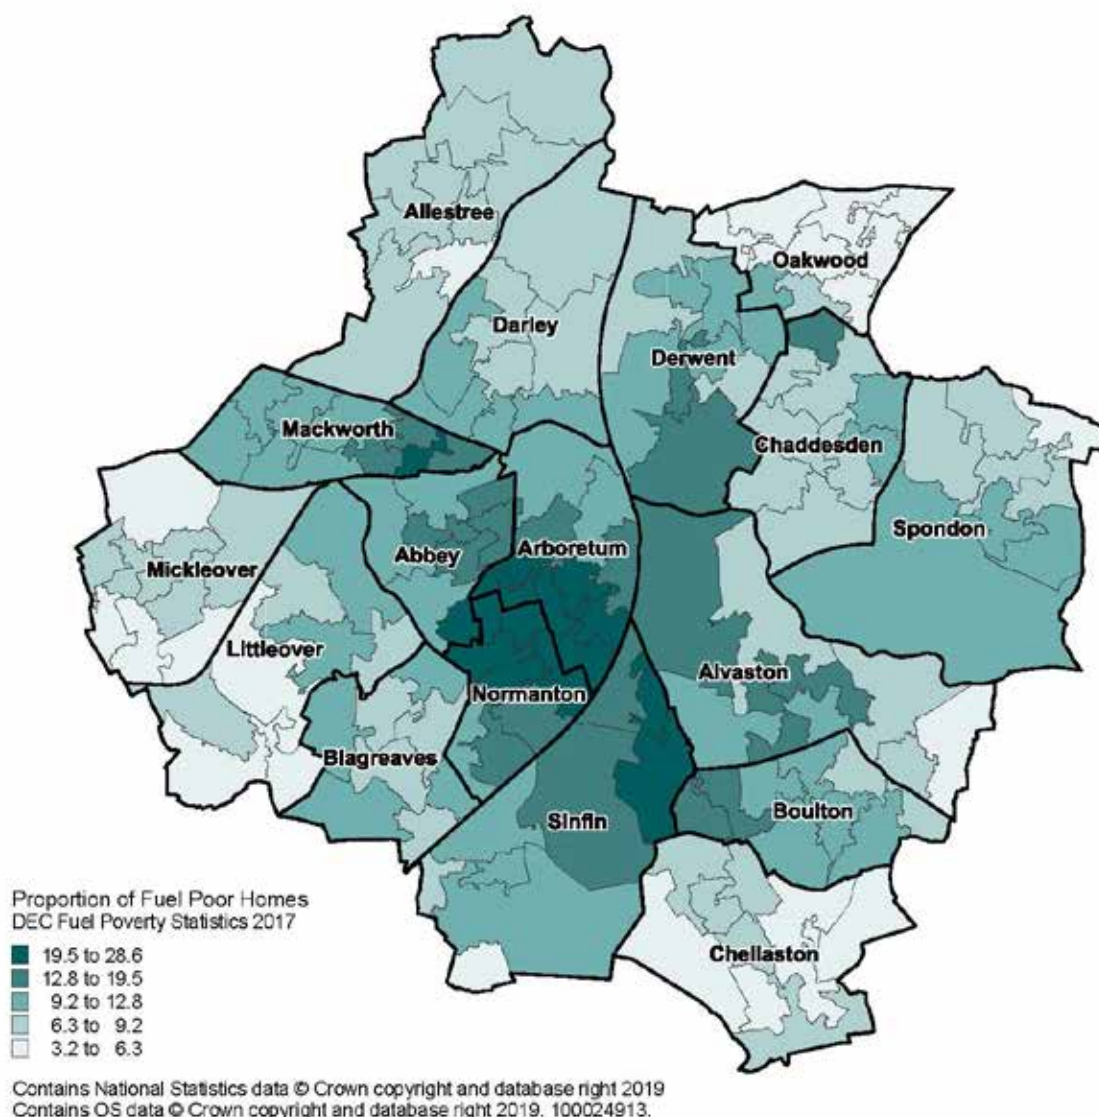 Allestree
Oakwood
Darley
Derwent
Mackworth
Chaddesden
Spondon
Abbey
Arboretum
Mickleover
Littleover
Alvaston
Normanton
Blagreaves
Sinfin
Boulton
Chellaston
Proportion of Fuel Poor Homes
DEC Fuel Poverty Statistics 2017
19.5 to 28.6
12.8 to 19.5
9.2 to 12.8
6.3 to 9.2
3.2 to 6.3
Contains National Statistics data © Crown copyright and database right 2019
Contains OS data © Crown copyright and database right 2019. 100024913.